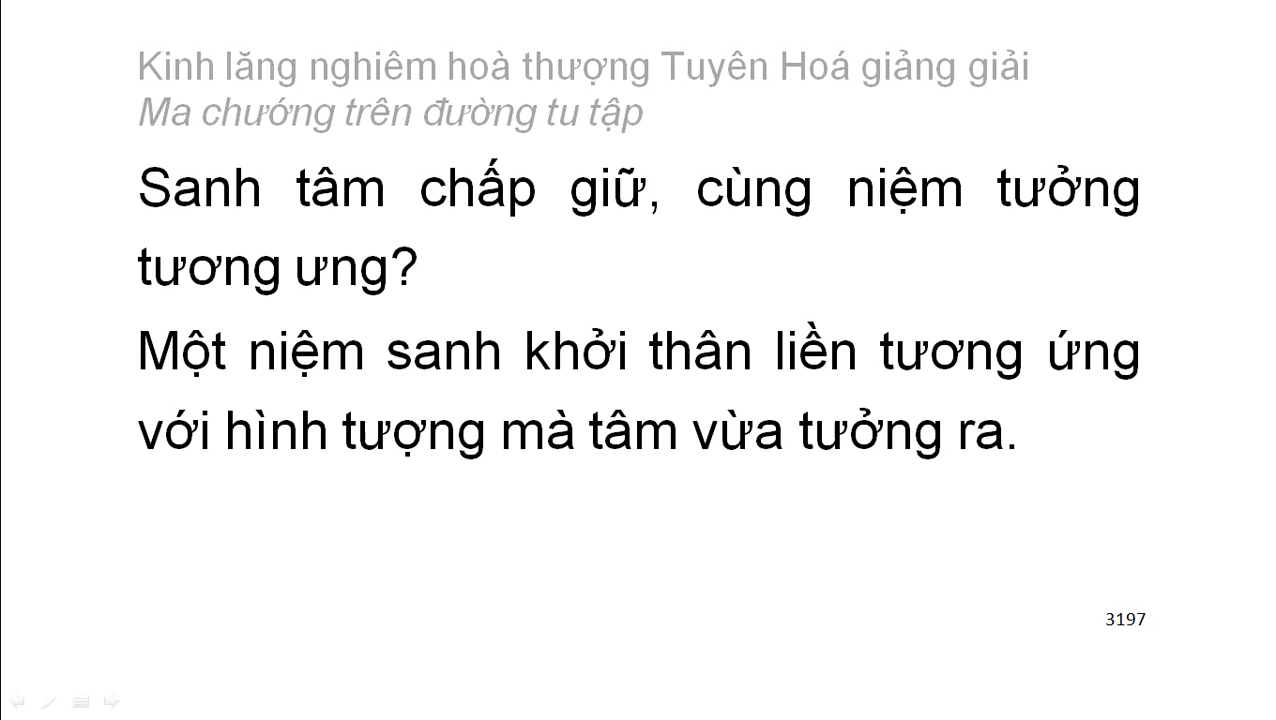 Kinh lăng nghiêm hoà thượng Tuyên Hoá giảng giải
Ma chướng trên đường tu tập
Sanh tâm chấp giữ, cùng niệm tưởng
tương ưng?
Một niệm sanh khởi thân liền tương ứng
với hình tượng mà tâm vừa tưởng ra.
3197